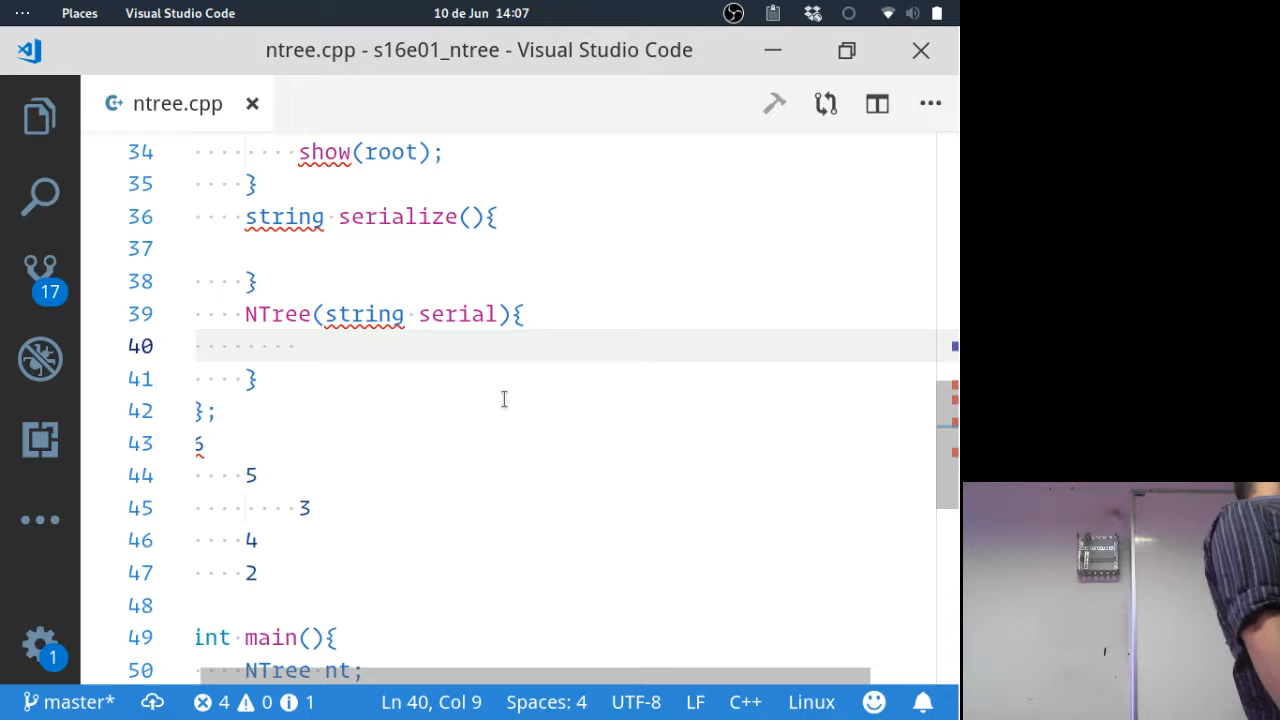 Places Visual Studio Code 10 de Jun 14:07
ntree.cpp - s16e01_ntree - Visual Studio Code
ntree.cpp
34 show(root);
35 }
36 string serialize(){
37
38 }
39 NTree(string serial){
40
41 }
42 };
43 6
44 5
45 3
46 4
47 2
48
49 int main(){
50 NTree nt;
17
1
master* 4 0 1 Ln 40, Col 9 Spaces: 4 UTF-8 LF C++ Linux